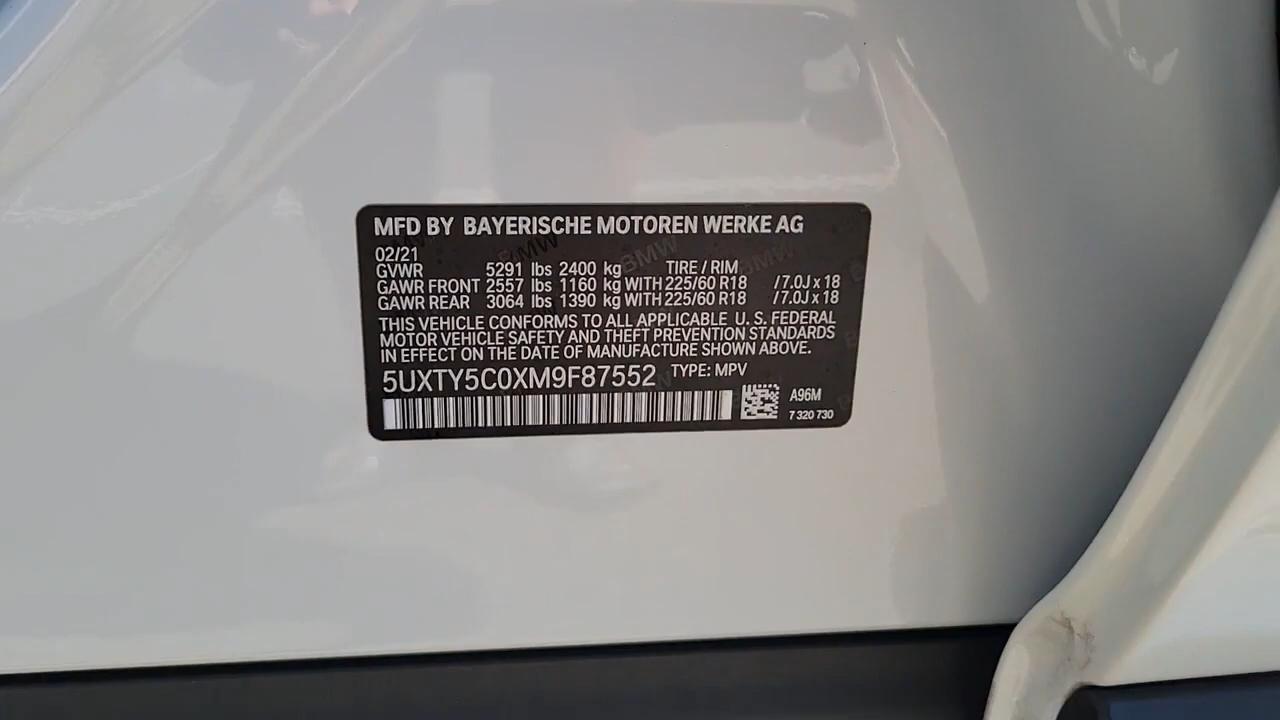 MFD BY BAYERISCHE MOTOREN WERKE AG
02/21
GVWR 5291 lbs 2400 kg TIRE / RIM
GAWR FRONT 2557 lbs 1160 kg WITH 225/60 R18 / 7.0J x 18
GAWR REAR 3064 lbs 1390 kg WITH 225/60 R18 / 7.0J x 18
THIS VEHICLE CONFORMS TO ALL APPLICABLE U. S. FEDERAL
MOTOR VEHICLE SAFETY AND THEFT PREVENTION STANDARDS
IN EFFECT ON THE DATE OF MANUFACTURE SHOWN ABOVE.
5UXTY5C0XM9F87552 TYPE: MPV
A96M
7 320 730
BMW
BMW
BMW